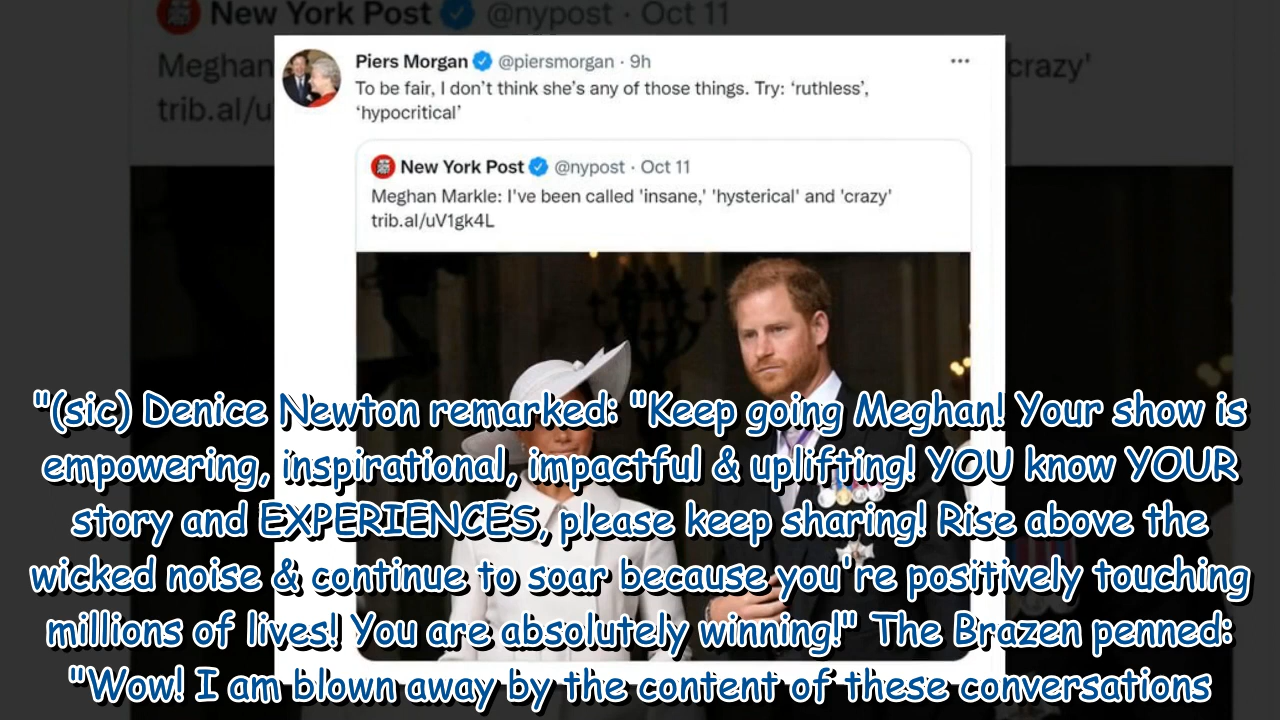 New York Post @nypost · Oct 11
Meghan
crazy'
trib.al/u
Piers Morgan @piersmorgan · 9h
To be fair, I don't think she's any of those things. Try: 'ruthless',
'hypocritical'
New York Post @nypost · Oct 11
Meghan Markle: I've been called 'insane,' 'hysterical' and 'crazy'
trib.al/uV1gk4L
"(sic) Denice Newton remarked: "Keep going Meghan! Your show is
empowering, inspirational, impactful & uplifting! YOU know YOUR
story and EXPERIENCES, please keep sharing! Rise above the
wicked noise & continue to soar because you're positively touching
millions of lives! You are absolutely winning!" The Brazen penned:
"Wow! I am blown away by the content of these conversations